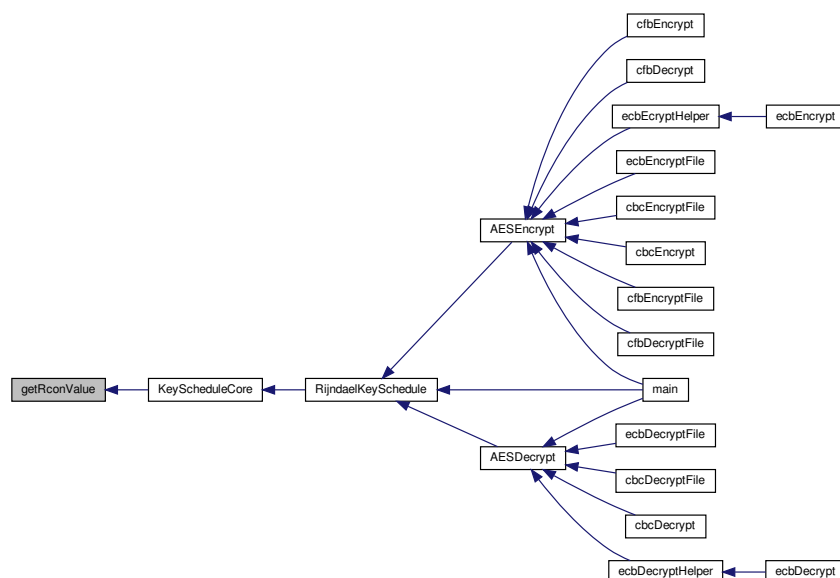 cfbEncrypt
cfbDecrypt
ecbEcryptHelper
ecbEncrypt
ecbEncryptFile
cbcEncryptFile
AESEncrypt
cbcEncrypt
cfbEncryptFile
cfbDecryptFile
getRconValue
KeyScheduleCore
RijndaelKeySchedule
main
ecbDecryptFile
AESDecrypt
cbcDecryptFile
cbcDecrypt
ecbDecryptHelper
ecbDecrypt